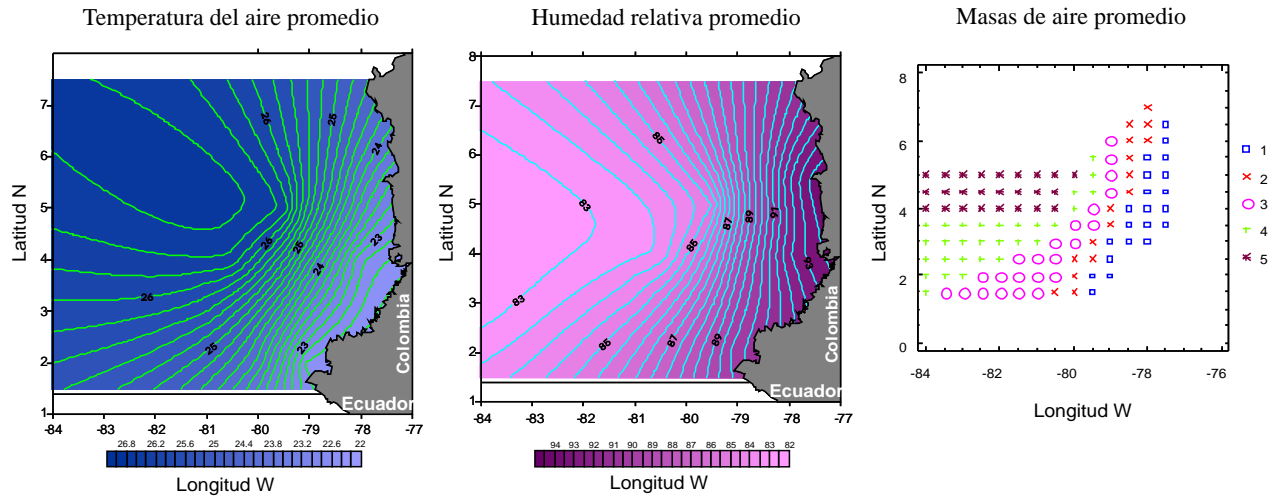 Temperatura del aire promedio
Latitud N
7
6
5
4
3
2
1
26
25
24
26
26
23
24
26
25
23
Colombia
Ecuador
-84 -83 -82 -81 -80 -79 -78 -77
26.8 26.2 25.6 25 24.4 23.8 23.2 22.6 22
Longitud W
Humedad relativa promedio
Latitud N
8
7
6
5
4
3
2
1
85
83
87
89
91
85
93
83
85
87
89
Colombia
Ecuador
-84 -83 -82 -81 -80 -79 -78 -77
94 93 92 91 90 89 88 87 86 85 84 83 82
Longitud W
Masas de aire promedio
Latitud N
8
6
4
2
0
-84 -82 -80 -78 -76
Longitud W
1
2
3
4
5